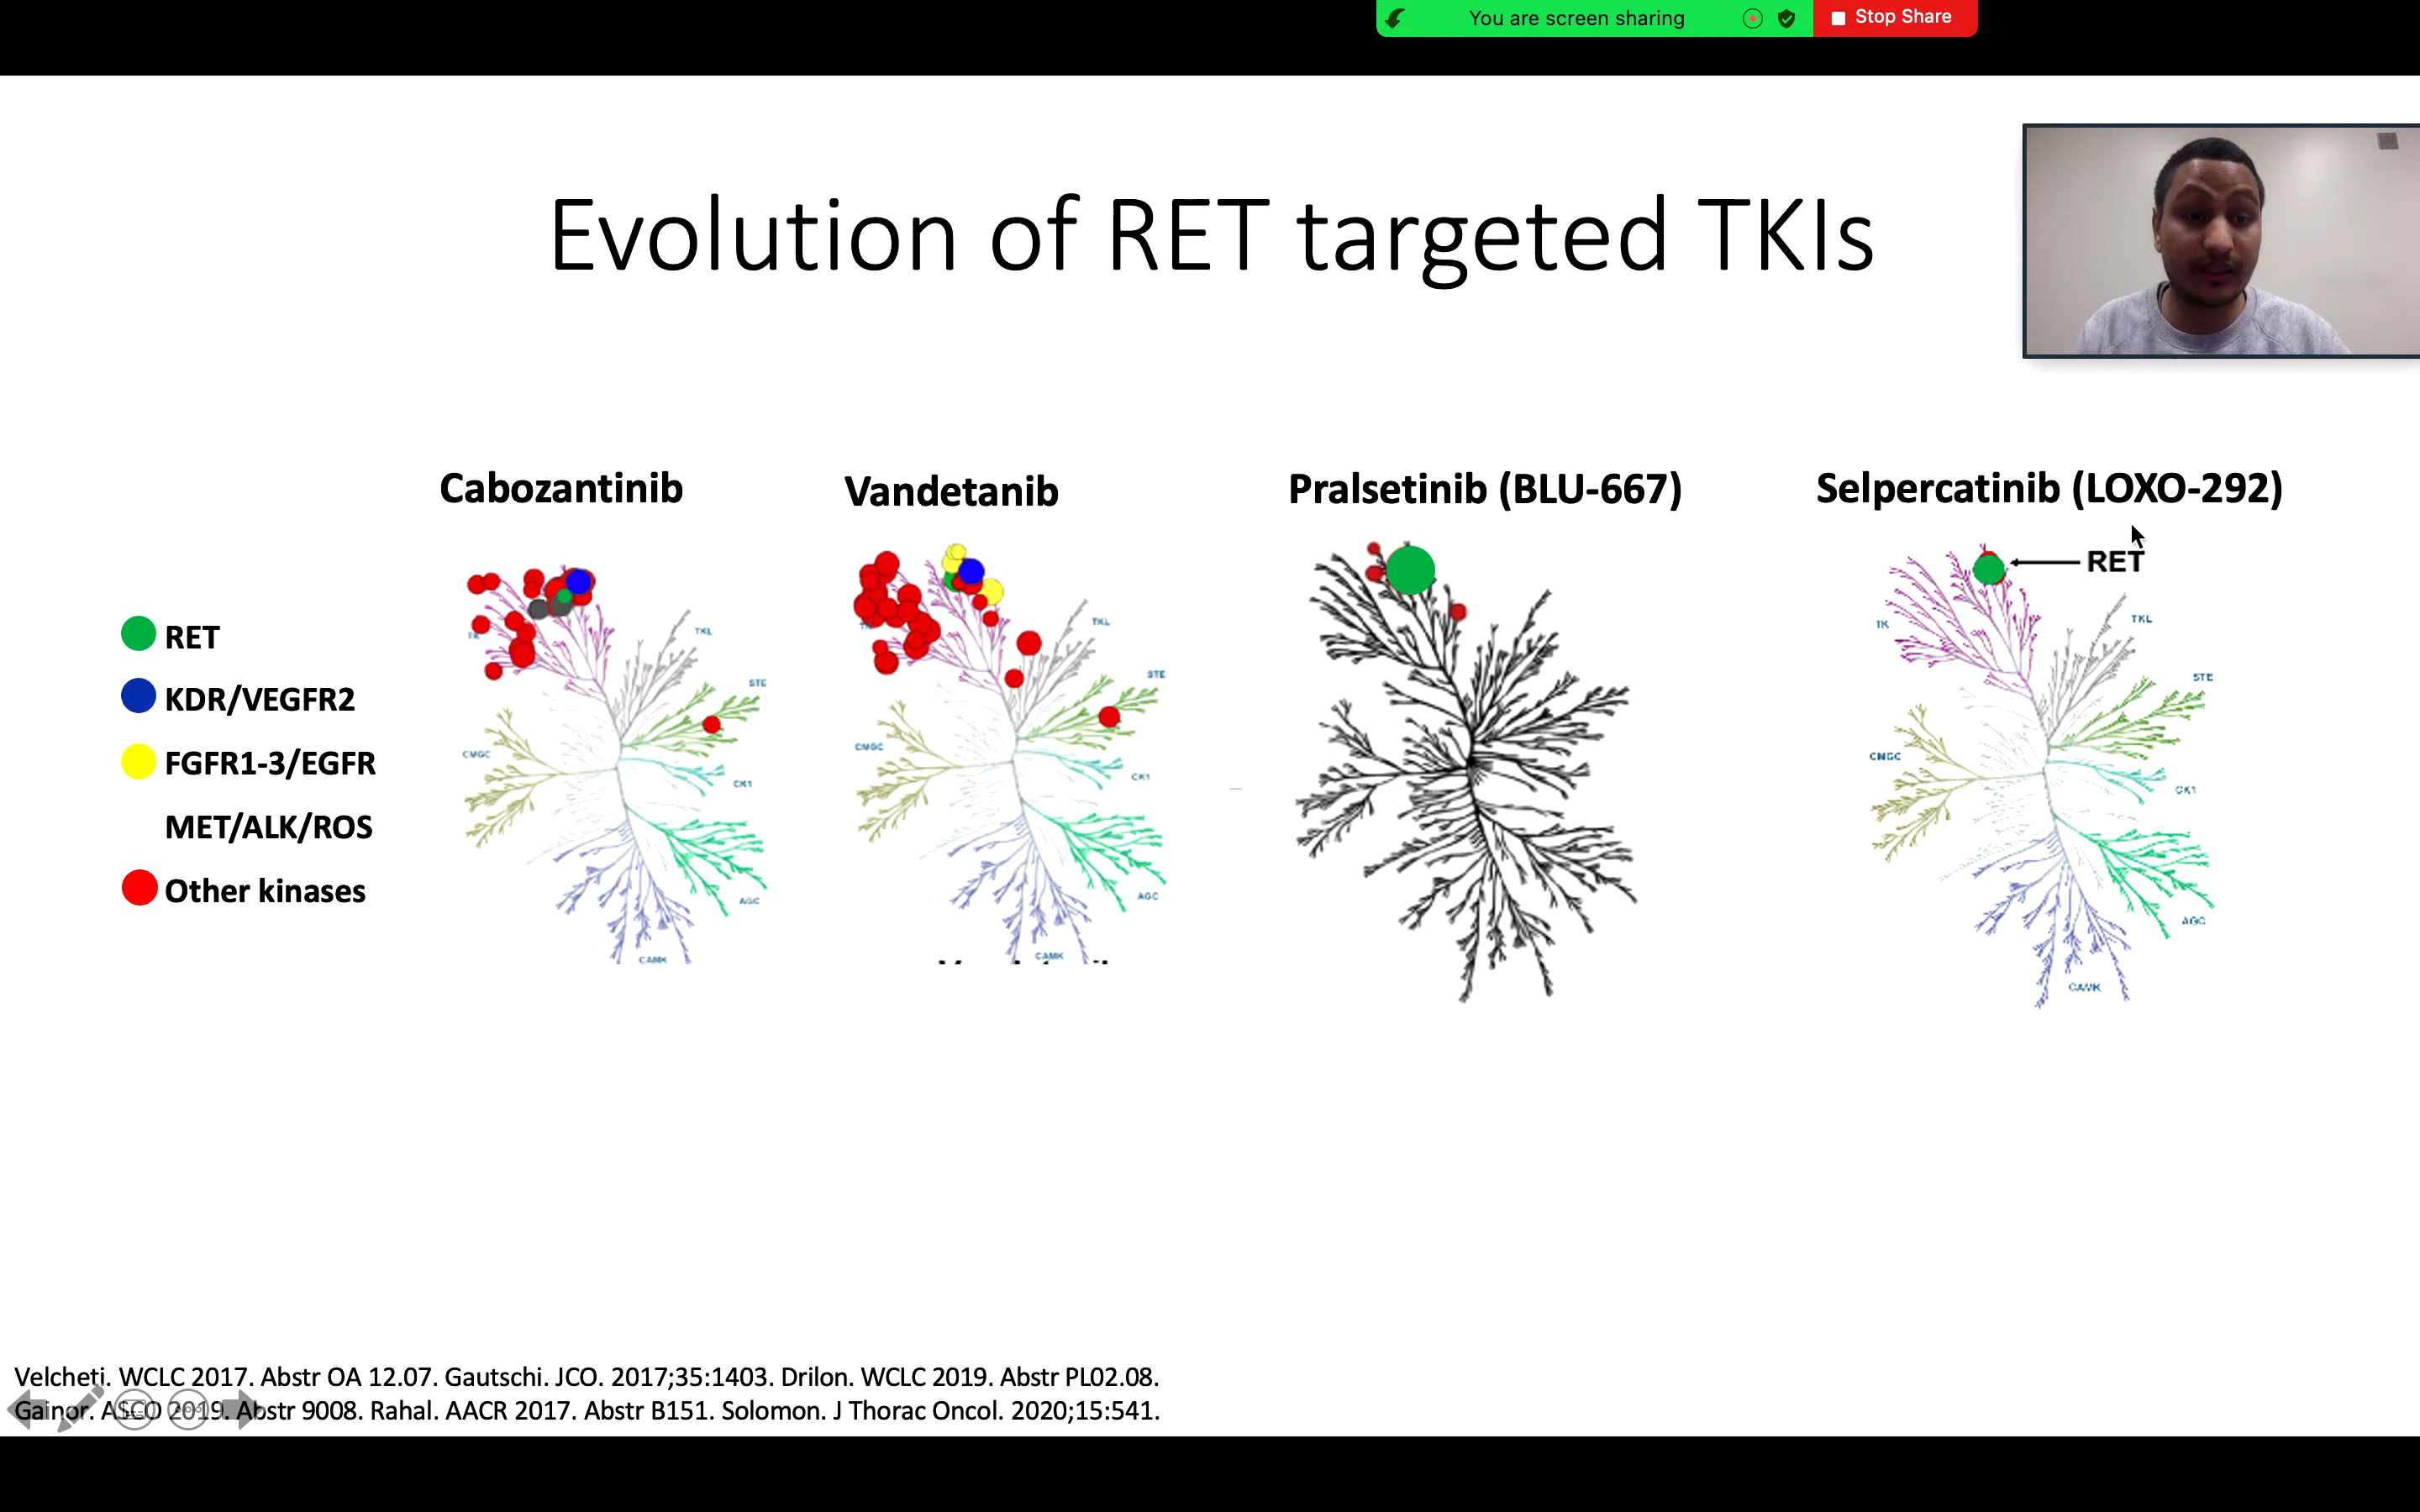 You are screen sharing
Stop Share
Evolution of RET targeted TKIs
Cabozantinib
Vandetanib
Pralsetinib (BLU-667)
Selpercatinib (LOXO-292)
RET
KDR/VEGFR2
FGFR1-3/EGFR
MET/ALK/ROS
Other kinases
TKL
STE
CMGC
CK1
AGC
CAMK
TKL
STE
CMGC
CK1
AGC
CAMK
RET
TK
TKL
STE
CMGC
CK1
AGC
CAMK
Velcheti. WCLC 2017. Abstr OA 12.07. Gautschi. JCO. 2017;35:1403. Drilon. WCLC 2019. Abstr PL02.08.
Gainor. ASCO 2019. Abstr 9008. Rahal. AACR 2017. Abstr B151. Solomon. J Thorac Oncol. 2020;15:541.